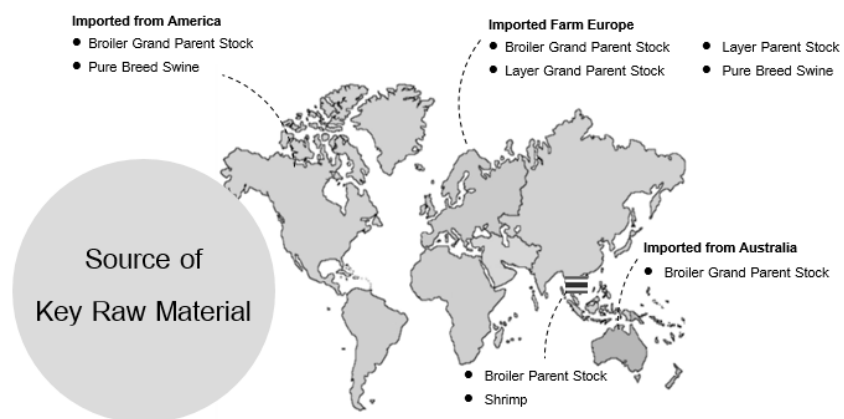 Imported from America
● Broiler Grand Parent Stock
● Pure Breed Swine
Imported Farm Europe
● Broiler Grand Parent Stock
● Layer Grand Parent Stock
● Layer Parent Stock
● Pure Breed Swine
Source of
Key Raw Material
Imported from Australia
● Broiler Grand Parent Stock
● Broiler Parent Stock
● Shrimp